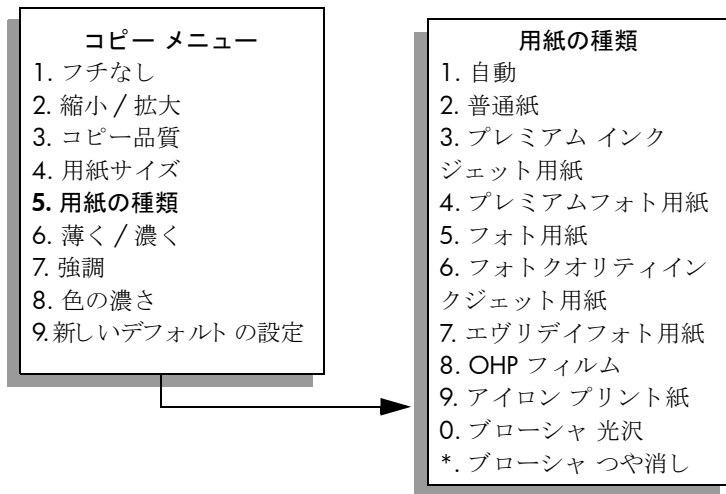 コピー メニュー
1. フチなし
2. 縮小 / 拡大
3. コピー品質
4. 用紙サイズ
5. 用紙の種類
6. 薄く / 濃く
7. 強調
8. 色の濃さ
9.新しいデフォルト の設定
用紙の種類
1. 自動
2. 普通紙
3. プレミアム インク
ジェット用紙
4. プレミアムフォト用紙
5. フォト用紙
6. フォトクオリティイン
クジェット用紙
7. エヴリデイフォト用紙
8. OHP フィルム
9. アイロン プリント紙
0. ブローシャ 光沢
*. ブローシャ つや消し